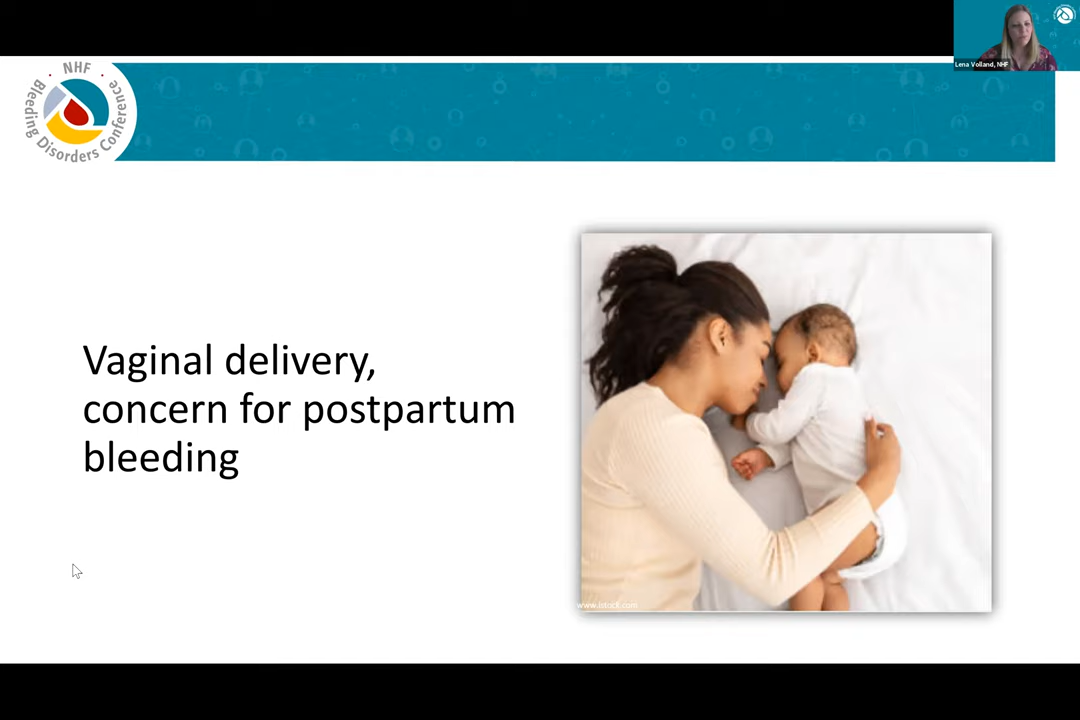 Lena Volland, NHF
· NHF ·
Bleeding Disorders Conference
Vaginal delivery,
concern for postpartum
bleeding
www.istock.com